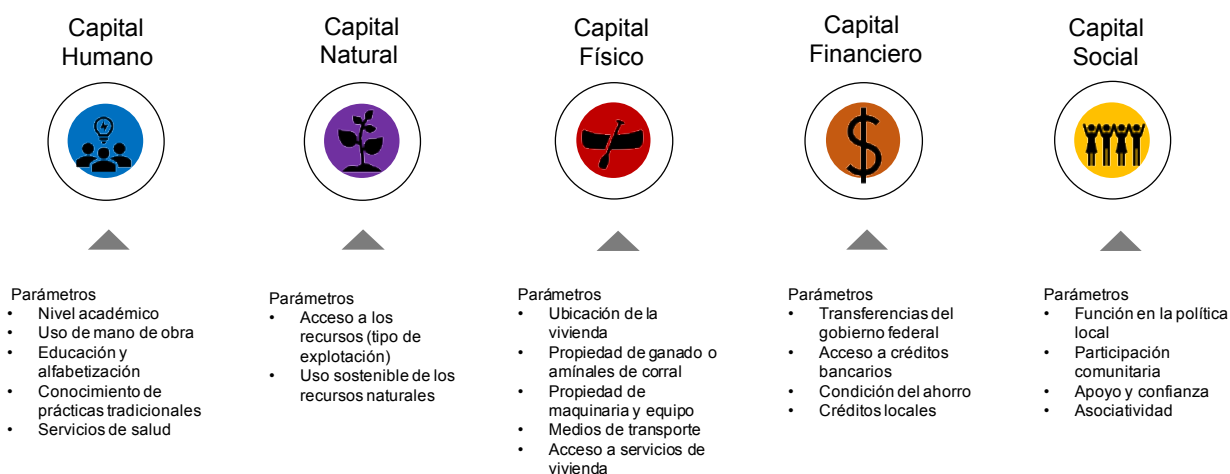 Capital
Humano
Capital
Natural
Capital
Físico
Capital
Financiero
Capital
Social
Parámetros
• Nivel académico
• Uso de mano de obra
• Educación y
alfabetización
• Conocimiento de
prácticas tradicionales
• Servicios de salud
Parámetros
• Acceso a los
recursos (tipo de
explotación)
• Uso sostenible de los
recursos naturales
Parámetros
• Ubicación de la
vivienda
• Propiedad de ganado o
amínales de corral
• Propiedad de
maquinaria y equipo
• Medios de transporte
• Acceso a servicios de
vivienda
Parámetros
• Transferencias del
gobierno federal
• Acceso a créditos
bancarios
• Condición del ahorro
• Créditos locales
Parámetros
• Función en la política
local
• Participación
comunitaria
• Apoyo y confianza
• Asociatividad